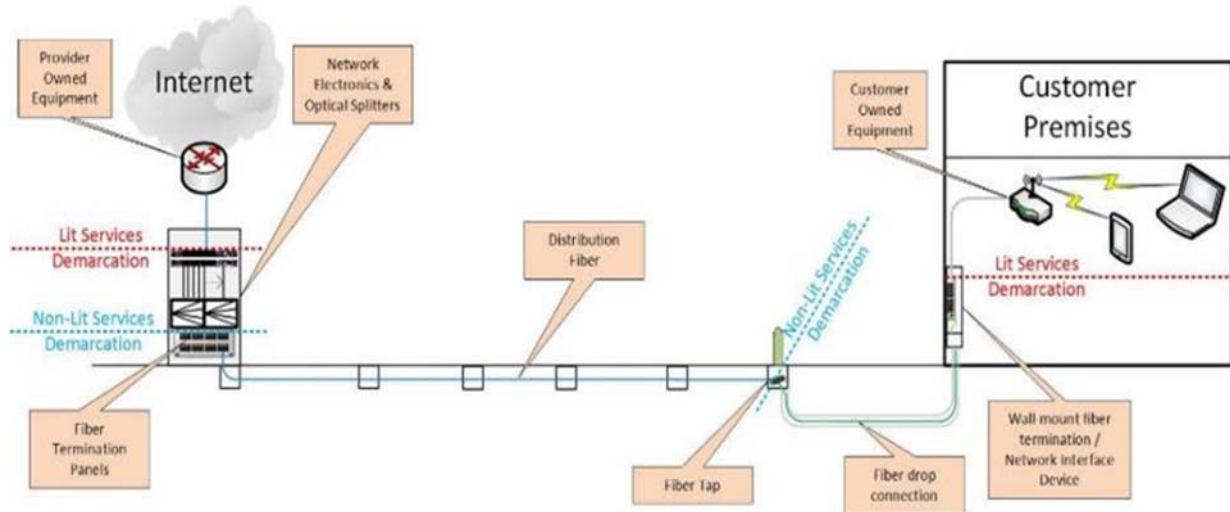 Provider
Owned
Equipment
Internet
Network
Electronics &
Optical Splitters
Customer
Owned
Equipment
Customer
Premises
Lit Services
Demarcation
Non-Lit Services
Demarcation
Distribution
Fiber
Non-Lit Services
Demarcation
Lit Services
Demarcation
Fiber
Termination
Panels
Fiber Tap
Fiber drop
connection
Wall mount fiber
termination /
Network Interface
Device